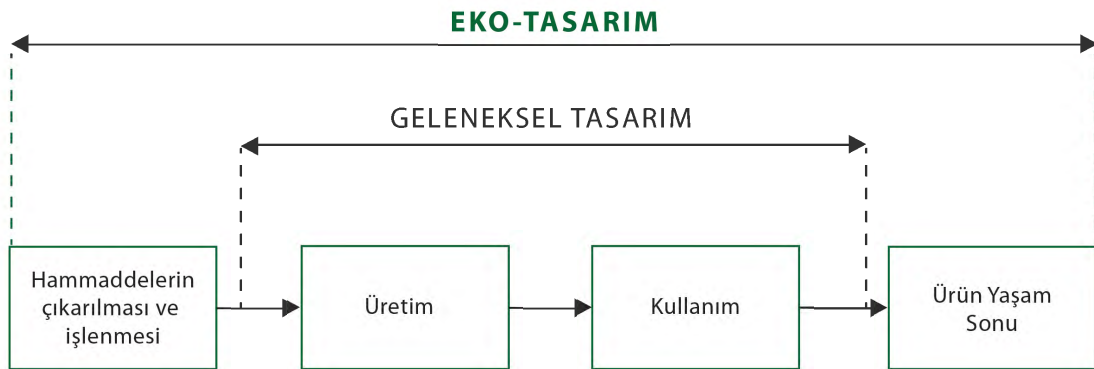 EKO-TASARIM
GELENEKSEL TASARIM
Hammaddelerin
çıkarılması ve
işlenmesi
Üretim
Kullanım
Ürün Yaşam
Sonu